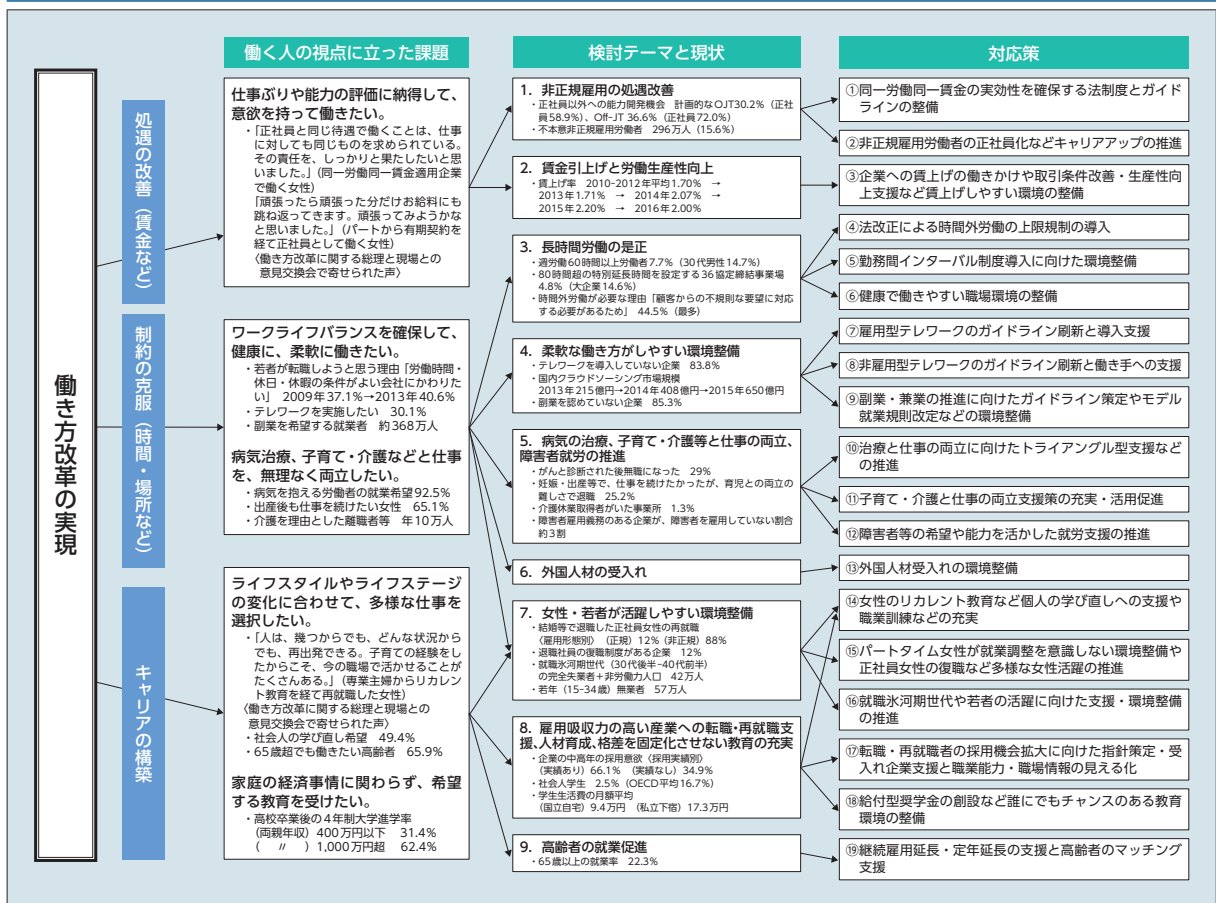 働く人の視点に立った課題
検討テーマと現状
対応策
働き方改革の実現
処遇の改善（賃金など）
制約の克服（時間・場所など）
キャリアの構築
仕事ぶりや能力の評価に納得して、
意欲を持って働きたい。
・「正社員と同じ待遇で働くことは、仕事
に対しても同じものを求められている。
その責任を、しっかりと果たしたいと思
いました。」（同一労働同一賃金適用企業
で働く女性）
「頑張ったら頑張った分だけお給料にも
跳ね返ってきます。頑張ってみようかな
と思いました。」（パートから有期契約を
経て正社員として働く女性）
〈働き方改革に関する総理と現場との
意見交換会で寄せられた声〉
ワークライフバランスを確保して、
健康に、柔軟に働きたい。
・若者が転職しようと思う理由「労働時間・
休日・休暇の条件がよい会社にかわりた
い」 2009年37.1%→2013年40.6%
・テレワークを実施したい 30.1%
・副業を希望する就業者 約368万人
病気治療、子育て・介護などと仕事
を、無理なく両立したい。
・病気を抱える労働者の就業希望92.5%
・出産後も仕事を続けたい女性 65.1%
・介護を理由とした離職者等 年10万人
ライフスタイルやライフステージ
の変化に合わせて、多様な仕事を
選択したい。
・「人は、幾つからでも、どんな状況から
でも、再出発できる。子育ての経験をし
たからこそ、今の職場で活かせることが
たくさんある。」（専業主婦からリカレン
ト教育を経て再就職した女性）
〈働き方改革に関する総理と現場との
意見交換会で寄せられた声〉
・社会人の学び直し希望 49.4%
・65歳超でも働きたい高齢者 65.9%
家庭の経済事情に関わらず、希望
する教育を受けたい。
・高校卒業後の4年制大学進学率
（両親年収）400万円以下 31.4%
（ 〃 ）1,000万円超 62.4%
1. 非正規雇用の処遇改善
・正社員以外への能力開発機会 計画的なOJT30.2%（正社
員58.9%）、Off-JT 36.6%（正社員72.0%）
・不本意非正規雇用労働者 296万人（15.6%）
2. 賃金引上げと労働生産性向上
・賃上げ率 2010-2012年平均1.70% →
2013年1.71% → 2014年2.07% →
2015年2.20% → 2016年2.00%
3. 長時間労働の是正
・週労働60時間以上労働者7.7%（30代男性14.7%）
・80時間超の特別延長時間を設定する36協定締結事業場
4.8%（大企業14.6%）
・時間外労働が必要な理由「顧客からの不規則な要望に対応
する必要があるため」 44.5%（最多）
4. 柔軟な働き方がしやすい環境整備
・テレワークを導入していない企業 83.8%
・国内クラウドソーシング市場規模
2013年215億円→2014年408億円→2015年650億円
・副業を認めていない企業 85.3%
5. 病気の治療、子育て・介護等と仕事の両立、
障害者就労の推進
・がんと診断された後無職になった 29%
・妊娠・出産等で、仕事を続けたかったが、育児との両立の
難しさで退職 25.2%
・介護休業取得者がいた事業所 1.3%
・障害者雇用義務のある企業が、障害者を雇用していない割合
約3割
6. 外国人材の受入れ
7. 女性・若者が活躍しやすい環境整備
・結婚等で退職した正社員女性の再就職
〈雇用形態別〉（正規）12%（非正規）88%
・退職社員の復職制度がある企業 12%
・就職氷河期世代（30代後半-40代前半）
の完全失業者＋非労働力人口 42万人
・若年（15-34歳）無業者 57万人
8. 雇用吸収力の高い産業への転職・再就職支
援、人材育成、格差を固定化させない教育の充実
・企業の中高年の採用意欲〈採用実績別〉
（実績あり）66.1% （実績なし）34.9%
・社会人学生 2.5%（OECD平均16.7%）
・学生生活費の月額平均
（国立自宅）9.4万円 （私立下宿）17.3万円
9. 高齢者の就業促進
・65歳以上の就業率 22.3%
①同一労働同一賃金の実効性を確保する法制度とガイド
ラインの整備
②非正規雇用労働者の正社員化などキャリアアップの推進
③企業への賃上げの働きかけや取引条件改善・生産性向
上支援など賃上げしやすい環境の整備
④法改正による時間外労働の上限規制の導入
⑤勤務間インターバル制度導入に向けた環境整備
⑥健康で働きやすい職場環境の整備
⑦雇用型テレワークのガイドライン刷新と導入支援
⑧非雇用型テレワークのガイドライン刷新と働き手への支援
⑨副業・兼業の推進に向けたガイドライン策定やモデル
就業規則改定などの環境整備
⑩治療と仕事の両立に向けたトライアングル型支援など
の推進
⑪子育て・介護と仕事の両立支援策の充実・活用促進
⑫障害者等の希望や能力を活かした就労支援の推進
⑬外国人材受入れの環境整備
⑭女性のリカレント教育など個人の学び直しへの支援や
職業訓練などの充実
⑮パートタイム女性が就業調整を意識しない環境整備や
正社員女性の復職など多様な女性活躍の推進
⑯就職氷河期世代や若者の活躍に向けた支援・環境整備
の推進
⑰転職・再就職者の採用機会拡大に向けた指針策定・受
入れ企業支援と職業能力・職場情報の見える化
⑱給付型奨学金の創設など誰にでもチャンスのある教育
環境の整備
⑲継続雇用延長・定年延長の支援と高齢者のマッチング
支援